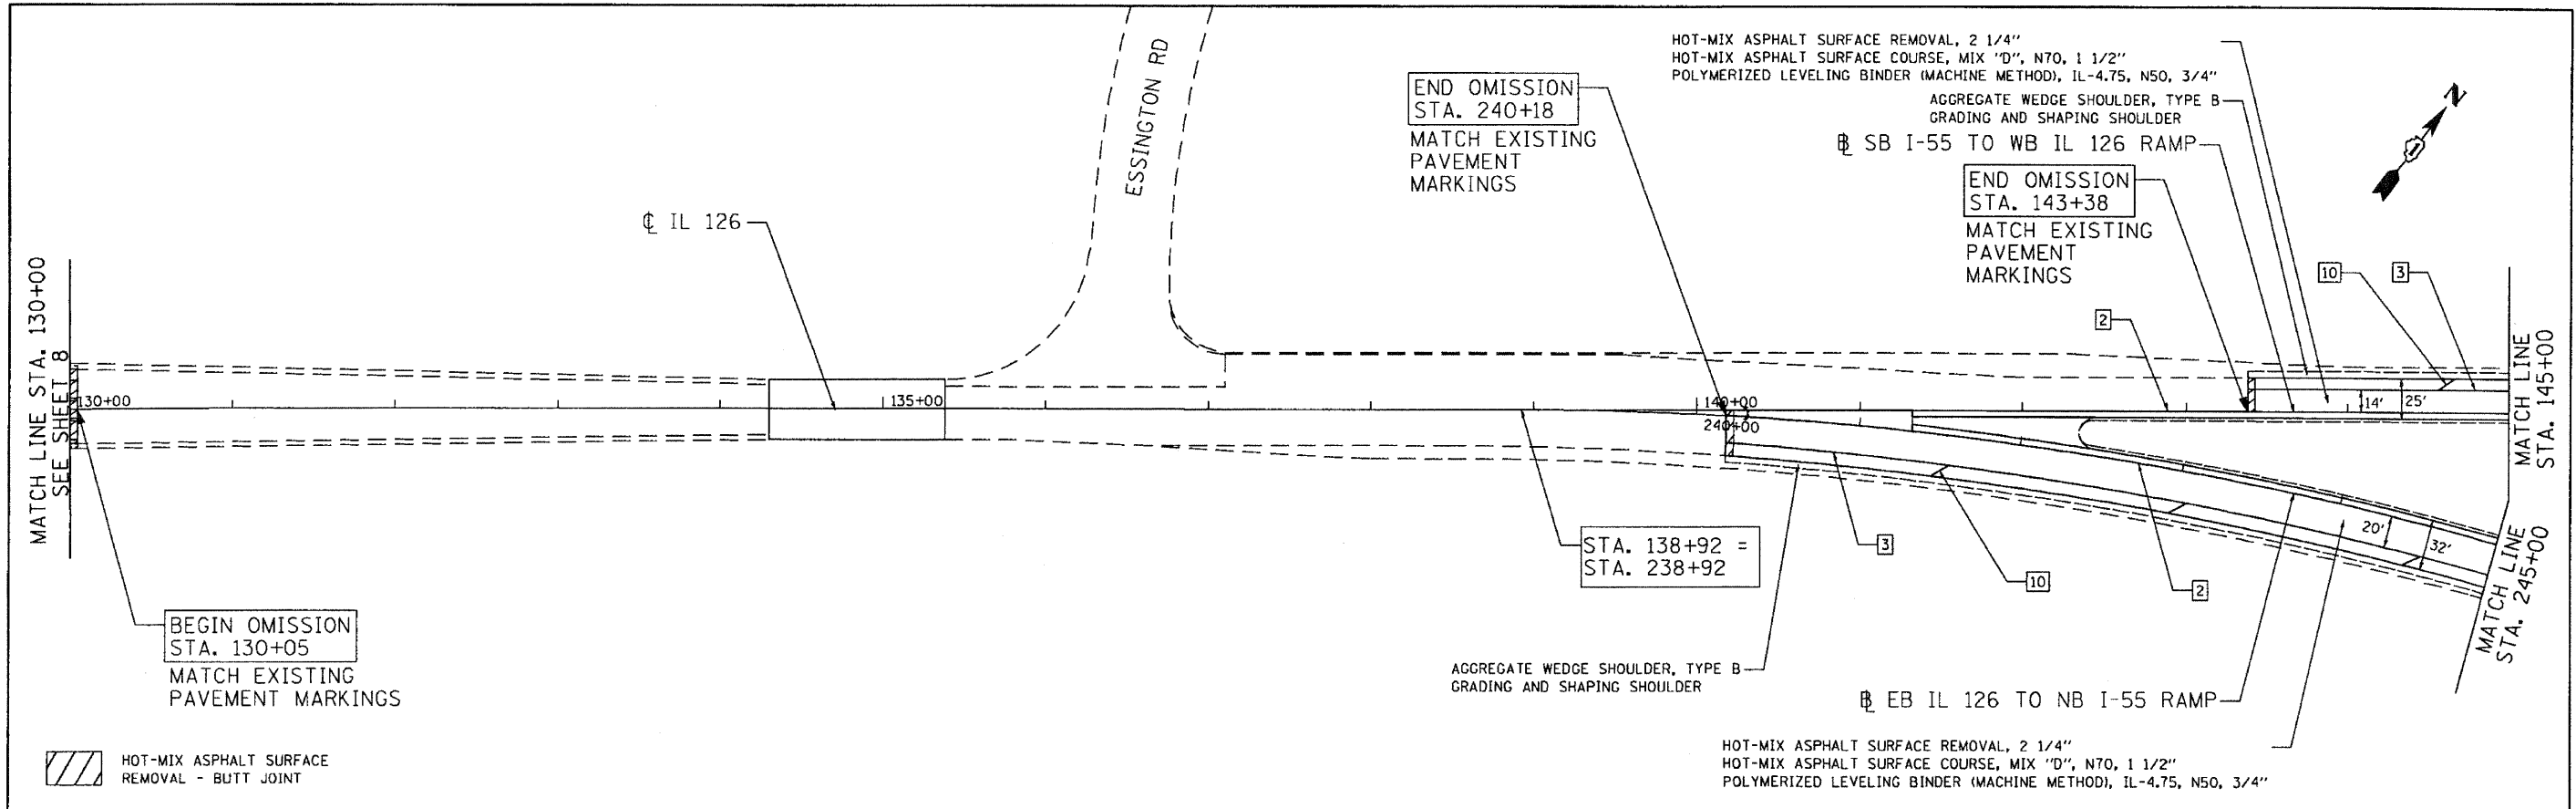 HOT-MIX ASPHALT SURFACE REMOVAL, 2 1/4"
HOT-MIX ASPHALT SURFACE COURSE, MIX "D", N70, 1 1/2"
POLYMERIZED LEVELING BINDER (MACHINE METHOD), IL-4.75, N50, 3/4"
AGGREGATE WEDGE SHOULDER, TYPE B
GRADING AND SHAPING SHOULDER
℄ SB I-55 TO WB IL 126 RAMP
END OMISSION
STA. 240+18
MATCH EXISTING
PAVEMENT
MARKINGS
END OMISSION
STA. 143+38
MATCH EXISTING
PAVEMENT
MARKINGS
N
ESSINGTON RD
℄ IL 126
10
3
2
MATCH LINE STA. 130+00
SEE SHEET 8
130+00
135+00
140+00
240+00
14'
25'
MATCH LINE
STA. 145+00
20'
32'
MATCH LINE
STA. 245+00
STA. 138+92 =
STA. 238+92
3
10
2
BEGIN OMISSION
STA. 130+05
MATCH EXISTING
PAVEMENT MARKINGS
AGGREGATE WEDGE SHOULDER, TYPE B
GRADING AND SHAPING SHOULDER
℄ EB IL 126 TO NB I-55 RAMP
HOT-MIX ASPHALT SURFACE REMOVAL, 2 1/4"
HOT-MIX ASPHALT SURFACE COURSE, MIX "D", N70, 1 1/2"
POLYMERIZED LEVELING BINDER (MACHINE METHOD), IL-4.75, N50, 3/4"
HOT-MIX ASPHALT SURFACE
REMOVAL - BUTT JOINT